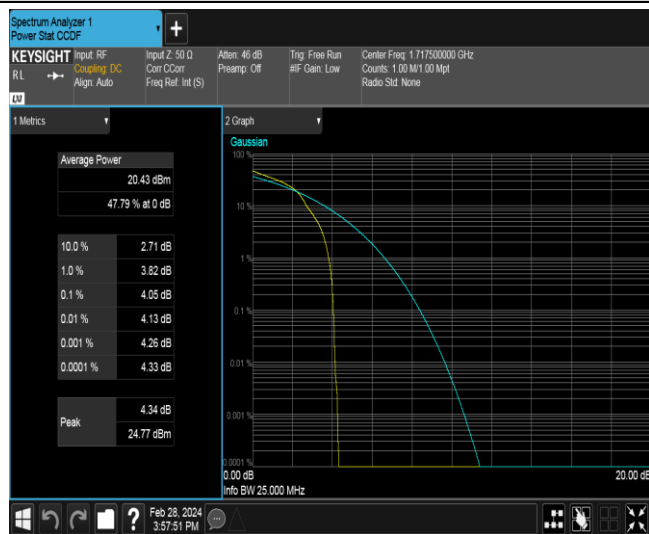 Spectrum Analyzer 1
Power Stat CCDF
+
KEYSIGHT
RL
LXI
Input: RF
Coupling: DC
Align: Auto
Input Z: 50 Ω
Corr CCorr
Freq Ref: Int (S)
Atten: 46 dB
Preamp: Off
Trig: Free Run
#IF Gain: Low
Center Freq: 1.717500000 GHz
Counts: 1.00 M/1.00 Mpt
Radio Std: None
1 Metrics
Average Power
20.43 dBm
47.79 % at 0 dB
10.0 % 2.71 dB
1.0 % 3.82 dB
0.1 % 4.05 dB
0.01 % 4.13 dB
0.001 % 4.26 dB
0.0001 % 4.33 dB
Peak
4.34 dB
24.77 dBm
2 Graph
Gaussian
100 %
10 %
1 %
0.1 %
0.01 %
0.001 %
0.0001 %
0.00 dB 20.00 dB
Info BW 25.000 MHz
?
Feb 28, 2024
3:57:51 PM